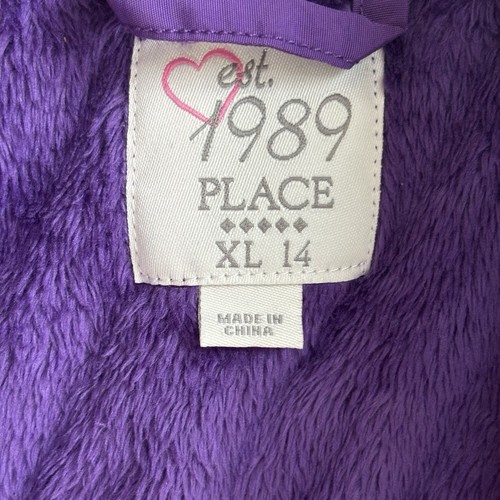 est.
1989
PLACE
XL 14
MADE IN
CHINA